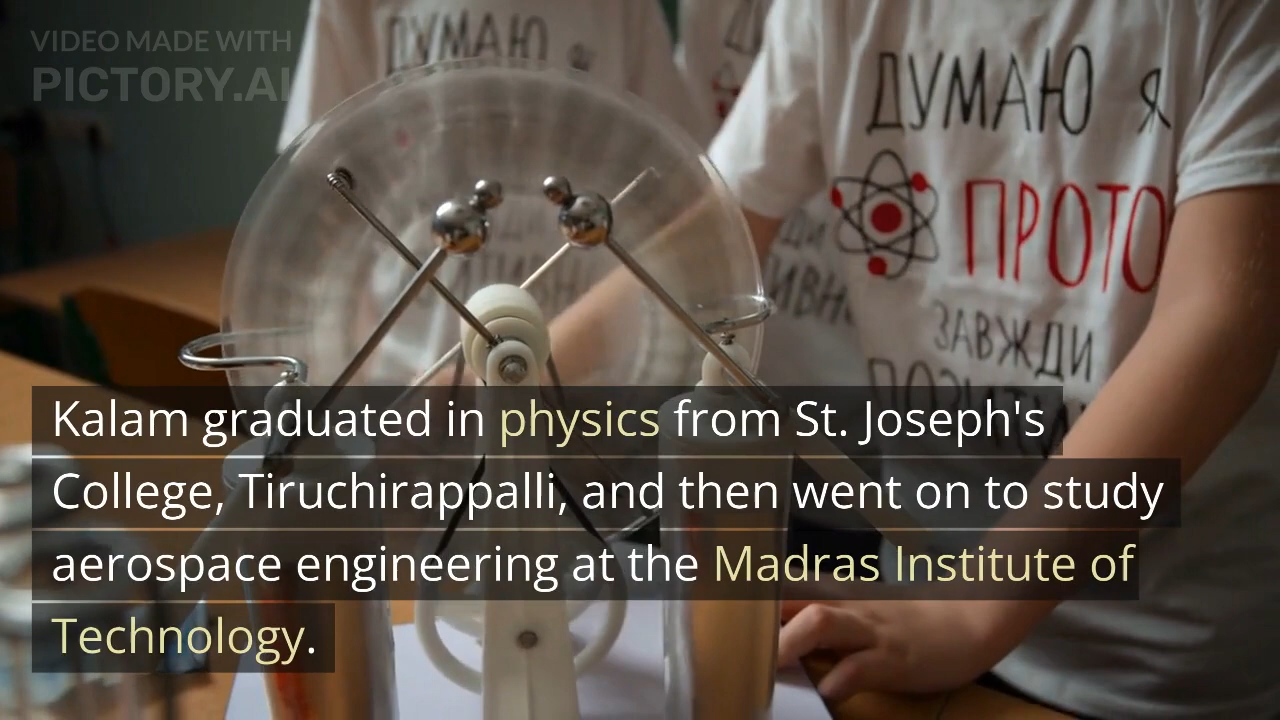 VIDEO MADE WITH
PICTORY.AI
ДУМАЮ
ДУМАЮ Я
ПРОТО
ЗАВЖДИ
Kalam graduated in physics from St. Joseph's
College, Tiruchirappalli, and then went on to study
aerospace engineering at the Madras Institute of
Technology.